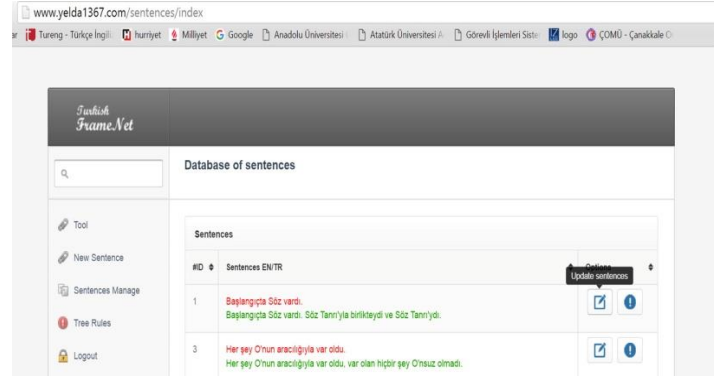 www.yelda1367.com/sentences/index
ar Tureng - Türkçe İngili hurriyet Milliyet Google Anadolu Üniversitesi Atatürk Üniversitesi A Görevli İşlemleri Siste logo ÇOMÜ - Çanakkale O
Turkish
FrameNet
Database of sentences
Tool
New Sentence
Sentences Manage
Tree Rules
Logout
Sentences
#ID Sentences EN/TR Options
Update sentences
1 Başlangıçta Söz vardı.
Başlangıçta Söz vardı. Söz Tanrı'yla birlikteydi ve Söz Tanrı'ydı.
3 Her şey O'nun aracılığıyla var oldu.
Her şey O'nun aracılığıyla var oldu, var olan hiçbir şey O'nsuz olmadı.